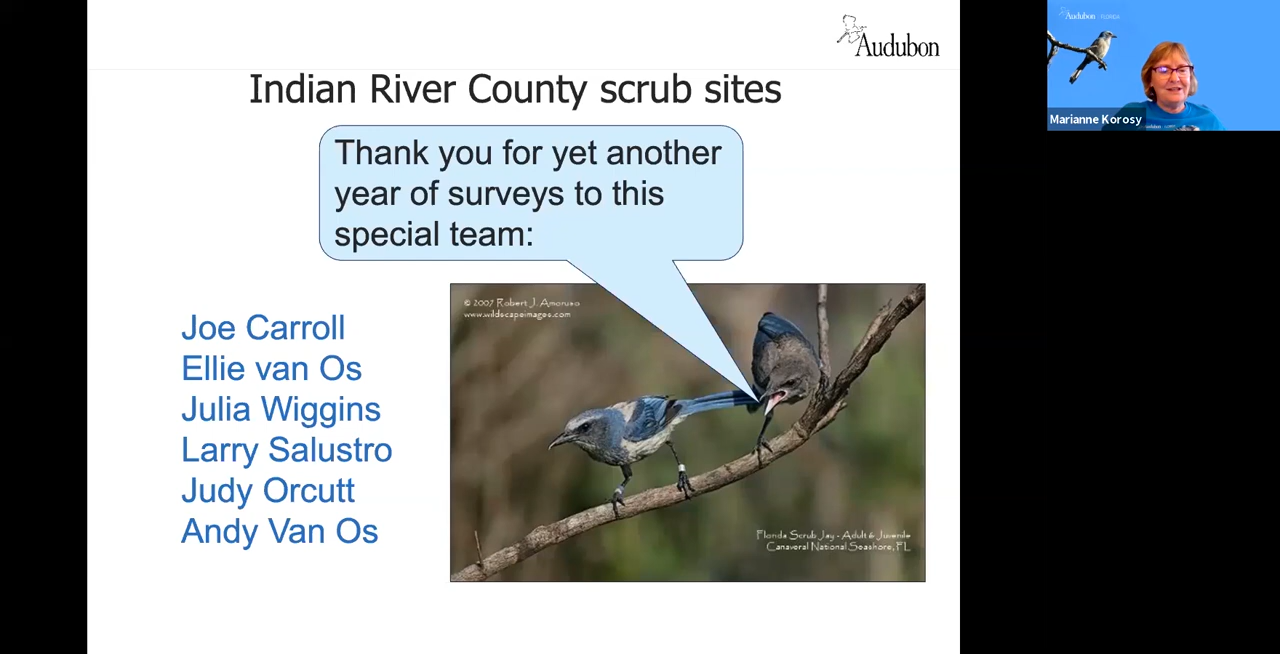 Audubon
Indian River County scrub sites
Thank you for yet another
year of surveys to this
special team:
Joe Carroll
Ellie van Os
Julia Wiggins
Larry Salustro
Judy Orcutt
Andy Van Os
© 2007 Robert J. Amoruso
www.wildscapeimages.com
Florida Scrub Jay - Adult & Juvenile
Canaveral National Seashore, FL
Audubon | FLORIDA
Marianne Korosy